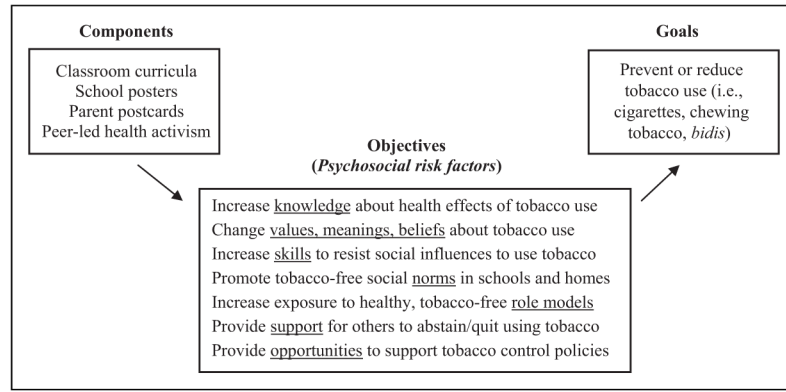 Components
Classroom curricula
School posters
Parent postcards
Peer-led health activism
Goals
Prevent or reduce
tobacco use (i.e.,
cigarettes, chewing
tobacco, bidis)
Objectives
(Psychosocial risk factors)
Increase knowledge about health effects of tobacco use
Change values, meanings, beliefs about tobacco use
Increase skills to resist social influences to use tobacco
Promote tobacco-free social norms in schools and homes
Increase exposure to healthy, tobacco-free role models
Provide support for others to abstain/quit using tobacco
Provide opportunities to support tobacco control policies